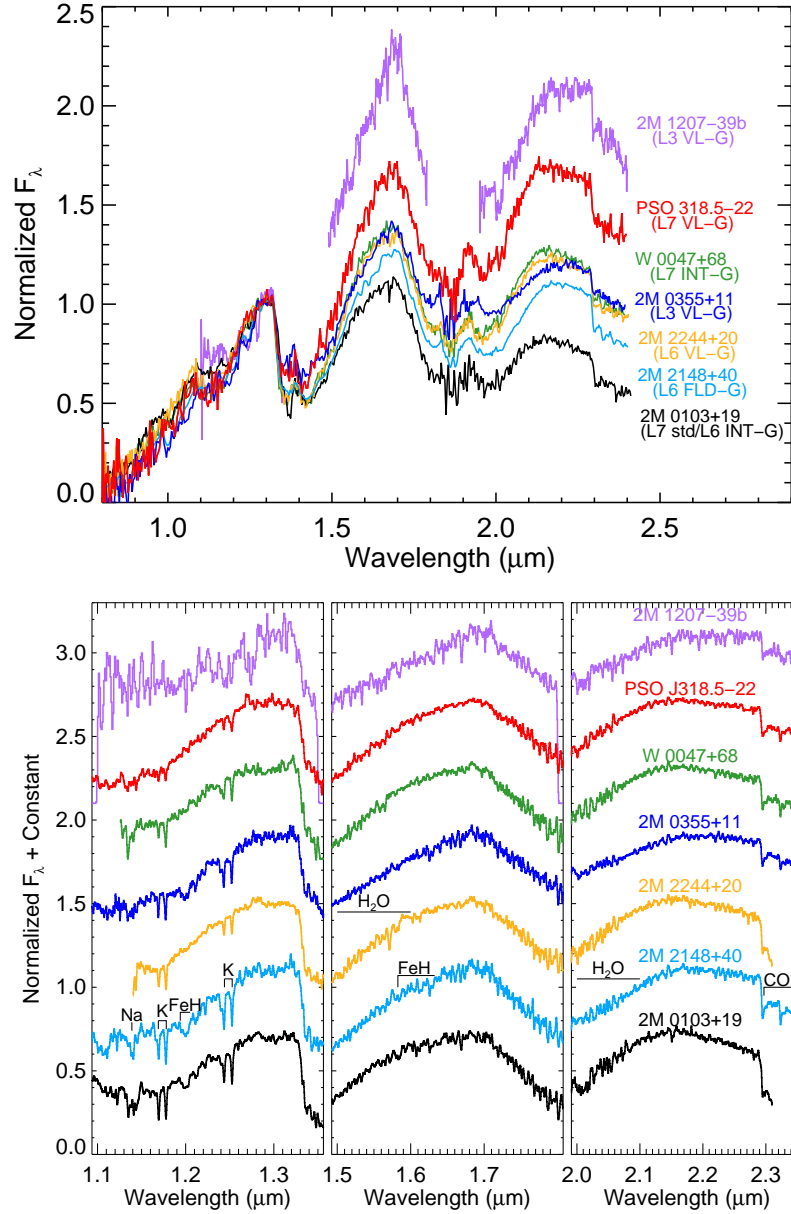 2.5
2.0
1.5
1.0
0.5
0.0
Normalized Fλ
2M 1207−39b
(L3 VL−G)
PSO 318.5−22
(L7 VL−G)
W 0047+68
(L7 INT−G)
2M 0355+11
(L3 VL−G)
2M 2244+20
(L6 VL−G)
2M 2148+40
(L6 FLD−G)
2M 0103+19
(L7 std/L6 INT−G)
1.0 1.5 2.0 2.5
Wavelength (μm)
3.0
2.5
2.0
1.5
1.0
0.5
0.0
Normalized Fλ + Constant
2M 1207−39b
PSO J318.5−22
W 0047+68
2M 0355+11
H2O
2M 2244+20
FeH
H2O
2M 2148+40
CO
Na K FeH K
2M 0103+19
1.1 1.2 1.3 1.5 1.6 1.7 2.0 2.1 2.2 2.3
Wavelength (μm) Wavelength (μm) Wavelength (μm)